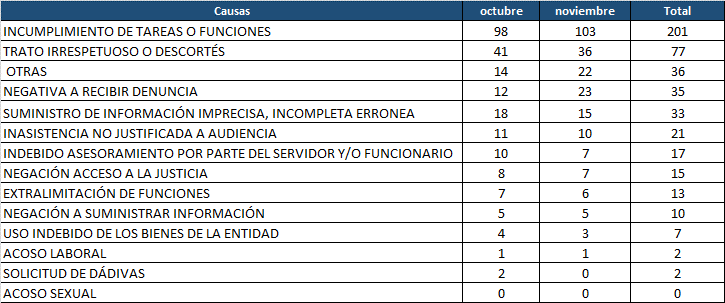 Causas octubre noviembre Total
INCUMPLIMIENTO DE TAREAS O FUNCIONES 98 103 201
TRATO IRRESPETUOSO O DESCORTÉS 41 36 77
OTRAS 14 22 36
NEGATIVA A RECIBIR DENUNCIA 12 23 35
SUMINISTRO DE INFORMACIÓN IMPRECISA, INCOMPLETA ERRONEA 18 15 33
INASISTENCIA NO JUSTIFICADA A AUDIENCIA 11 10 21
INDEBIDO ASESORAMIENTO POR PARTE DEL SERVIDOR Y/O FUNCIONARIO 10 7 17
NEGACIÓN ACCESO A LA JUSTICIA 8 7 15
EXTRALIMITACIÓN DE FUNCIONES 7 6 13
NEGACIÓN A SUMINISTRAR INFORMACIÓN 5 5 10
USO INDEBIDO DE LOS BIENES DE LA ENTIDAD 4 3 7
ACOSO LABORAL 1 1 2
SOLICITUD DE DÁDIVAS 2 0 2
ACOSO SEXUAL 0 0 0